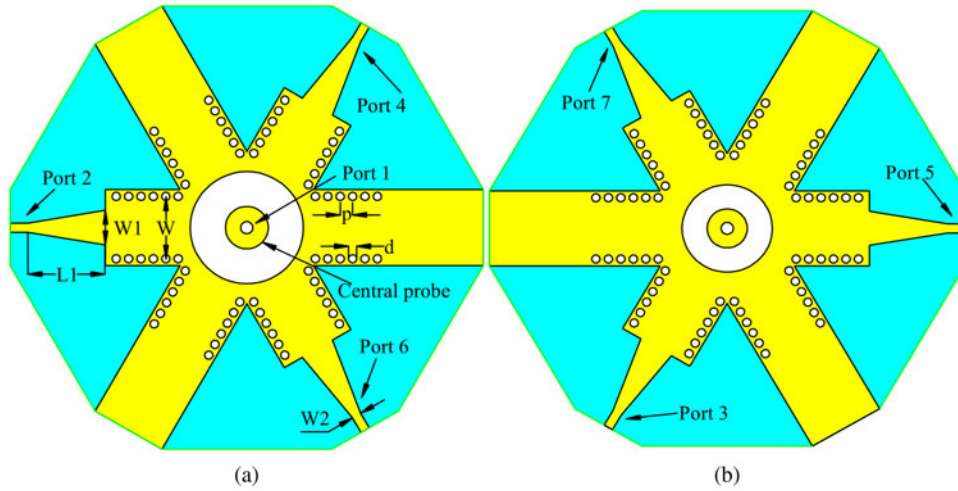 Port 4
Port 1
Port 2
W1
W
p
d
L1
Central probe
Port 6
W2
(a)
Port 7
Port 5
Port 3
(b)